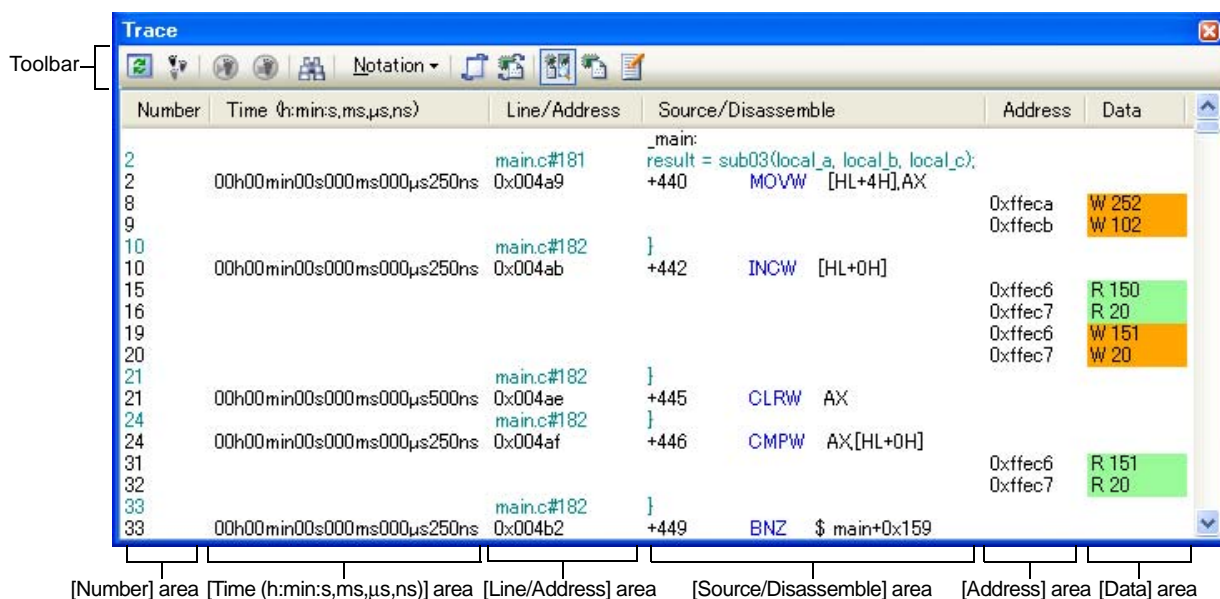 Trace
Toolbar
Notation
Number Time (h:min:s,ms,μs,ns) Line/Address Source/Disassemble Address Data
_main:
2 main.c#181 result = sub03(local_a, local_b, local_c);
2 00h00min00s000ms000μs250ns 0x004a9 +440 MOVW [HL+4H],AX
8 0xffeca W 252
9 0xffecb W 102
10 main.c#182 }
10 00h00min00s000ms000μs250ns 0x004ab +442 INCW [HL+0H]
15 0xffec6 R 150
16 0xffec7 R 20
19 0xffec6 W 151
20 0xffec7 W 20
21 main.c#182 }
21 00h00min00s000ms000μs500ns 0x004ae +445 CLRW AX
24 main.c#182 }
24 00h00min00s000ms000μs250ns 0x004af +446 CMPW AX,[HL+0H]
31 0xffec6 R 151
32 0xffec7 R 20
33 main.c#182 }
33 00h00min00s000ms000μs250ns 0x004b2 +449 BNZ $ main+0x159
[Number] area [Time (h:min:s,ms,μs,ns)] area [Line/Address] area [Source/Disassemble] area [Address] area [Data] area